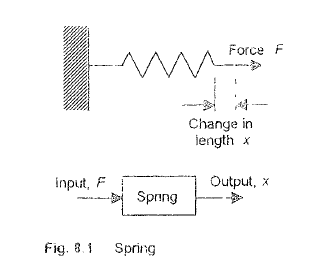 Force F
Change in
length x
Input, F
Spring
Output, x
Fig. 8.1 Spring